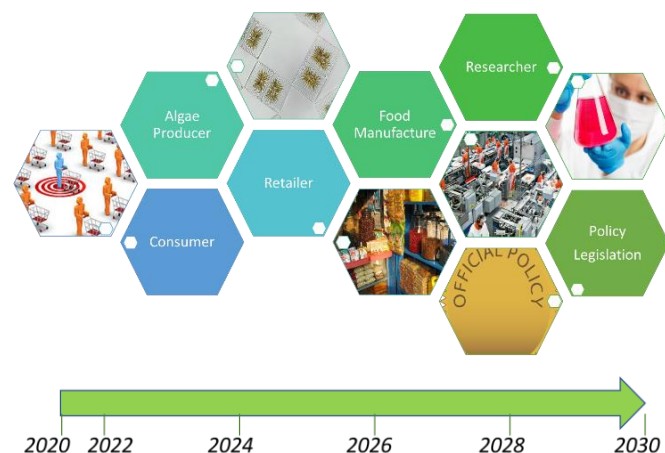 Researcher
Algae
Producer
Food
Manufacture
Retailer
Consumer
Policy
Legislation
OFFICIAL POLICY
2020 2022 2024 2026 2028 2030